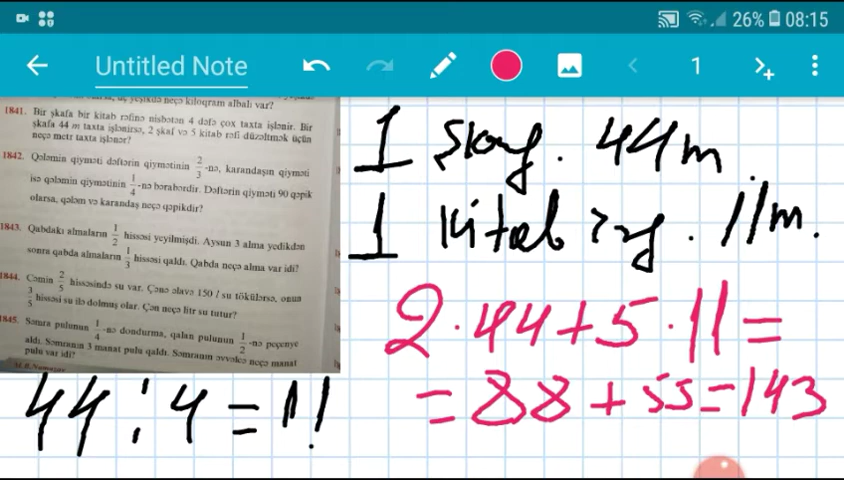 26% 08:15
Untitled Note 1
kiloqram albalı var?
1841. Bir şkafa bir kitab rəfinə nisbətən 4 dəfə çox taxta işlənir. Bir
şkafa 44 m taxta işlənirsə, 2 şkaf və 5 kitab rəfi düzəltmək üçün
neçə metr taxta işlənər?
1842. Qələmin qiyməti dəftərin qiymətinin 2/3-nə, karandaşın qiyməti
isə qələmin qiymətinin 1/4-nə bərabərdir. Dəftərin qiyməti 90 qəpik
olarsa, qələm və karandaş neçə qəpikdir?
1843. Qabdakı almaların 1/2 hissəsi yeyilmişdi. Aysun 3 alma yedikdən
sonra qabda almaların 1/3 hissəsi qaldı. Qabda neçə alma var idi?
1844. Çənin 2/5 hissəsində su var. Çənə əlavə 150 l su tökülərsə, onun
3/5 hissəsi su ilə dolmuş olar. Çən neçə litr su tutur?
1845. Səmra pulunun 1/4-nə dondurma, qalan pulunun 1/2-nə peçenye
aldı. Səmranın 3 manat pulu qaldı. Səmranın əvvəlcə neçə manat
pulu var idi?
1 şkaf. 44m.
1 kitab rəf. 11m.
2·44+5·11=
=88+55=143
44:4=11